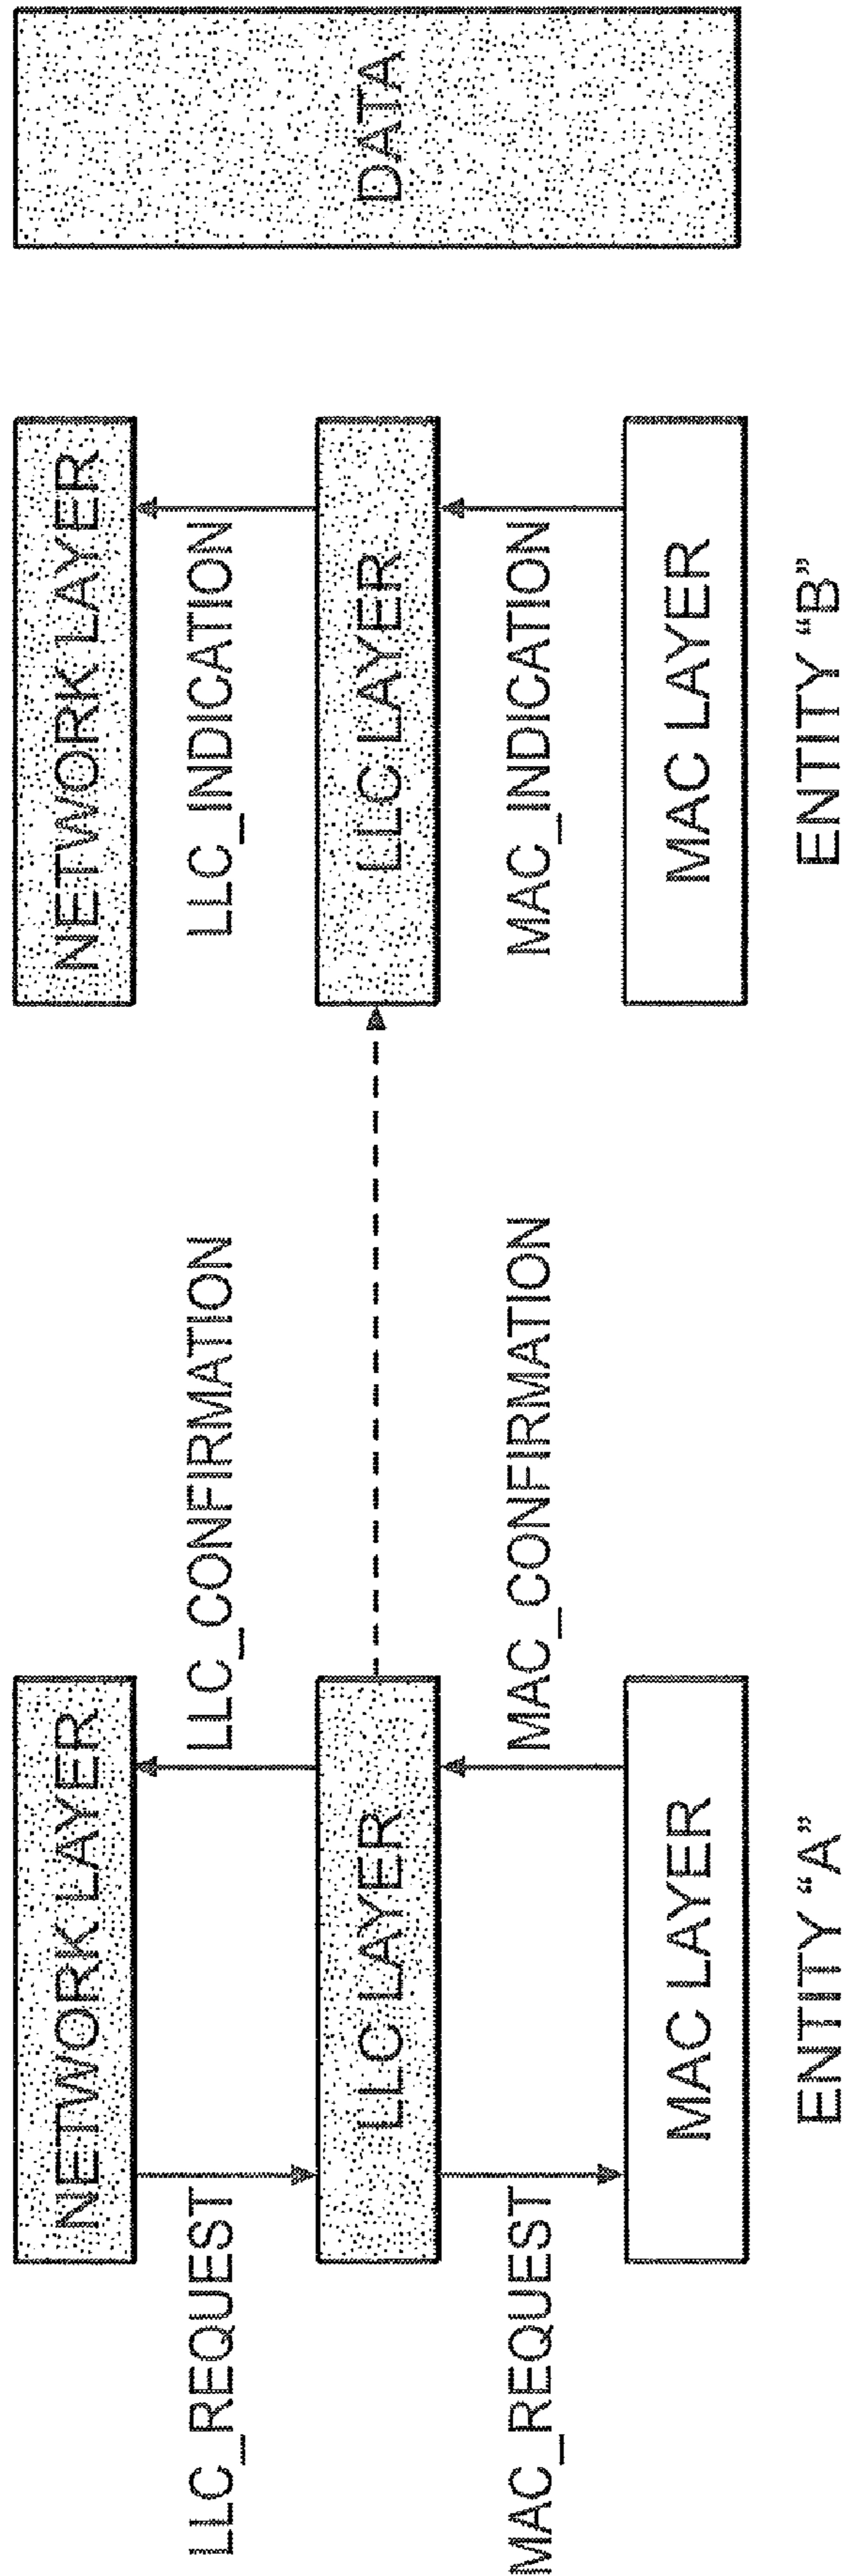 NETWORK LAYER
NETWORK LAYER
DATA
LLC_REQUEST
LLC_CONFIRMATION
LLC_INDICATION
LLC LAYER
LLC LAYER
MAC_REQUEST
MAC_CONFIRMATION
MAC_INDICATION
MAC LAYER
MAC LAYER
ENTITY “A”
ENTITY “B”